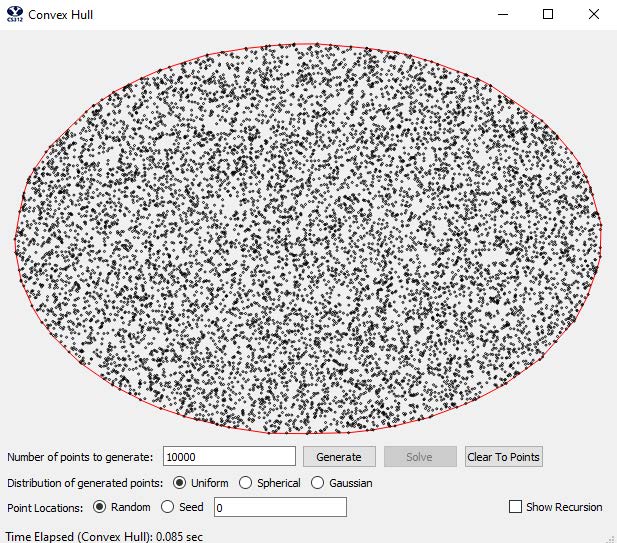 CS312 Convex Hull
Number of points to generate: 10000 Generate Solve Clear To Points
Distribution of generated points: Uniform Spherical Gaussian
Point Locations: Random Seed 0 Show Recursion
Time Elapsed (Convex Hull): 0.085 sec